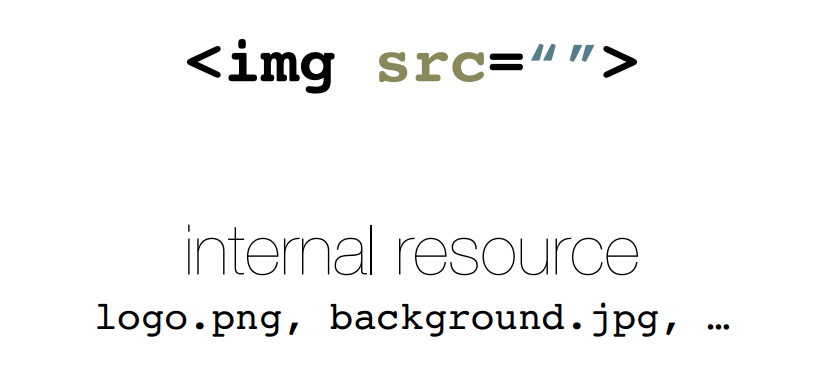 <img src=“”>
internal resource
logo.png, background.jpg, …